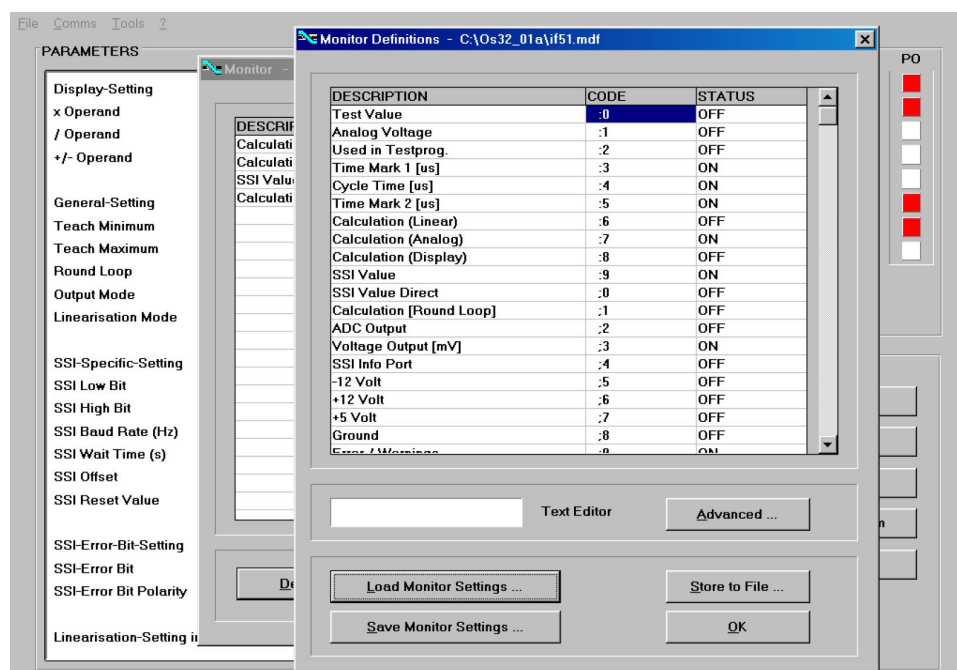 File Comms Tools ?
PARAMETERS
Display-Setting
x Operand
/ Operand
+/- Operand
General-Setting
Teach Minimum
Teach Maximum
Round Loop
Output Mode
Linearisation Mode
SSI-Specific-Setting
SSI Low Bit
SSI High Bit
SSI Baud Rate (Hz)
SSI Wait Time (s)
SSI Offset
SSI Reset Value
SSI-Error-Bit-Setting
SSI-Error Bit
SSI-Error Bit Polarity
Linearisation-Setting
Monitor -
SSI
Monitor Definitions - C:\Os32_01a\if51.mdf
DESCRIPTION CODE STATUS
Test Value :0 OFF
Analog Voltage :1 OFF
Used in Testprog. :2 OFF
Time Mark 1 [us] :3 ON
Cycle Time [us] :4 ON
Time Mark 2 [us] :5 ON
Calculation (Linear) :6 OFF
Calculation (Analog) :7 ON
Calculation (Display) :8 OFF
SSI Value :9 ON
SSI Value Direct ;0 OFF
Calculation [Round Loop] ;1 OFF
ADC Output ;2 OFF
Voltage Output [mV] ;3 ON
SSI Info Port ;4 OFF
-12 Volt ;5 OFF
+12 Volt ;6 OFF
+5 Volt ;7 OFF
Ground ;8 OFF
Error / Warnings ;9 ON
Text Editor
Advanced ...
Load Monitor Settings ...
Store to File ...
Save Monitor Settings ...
OK
PO